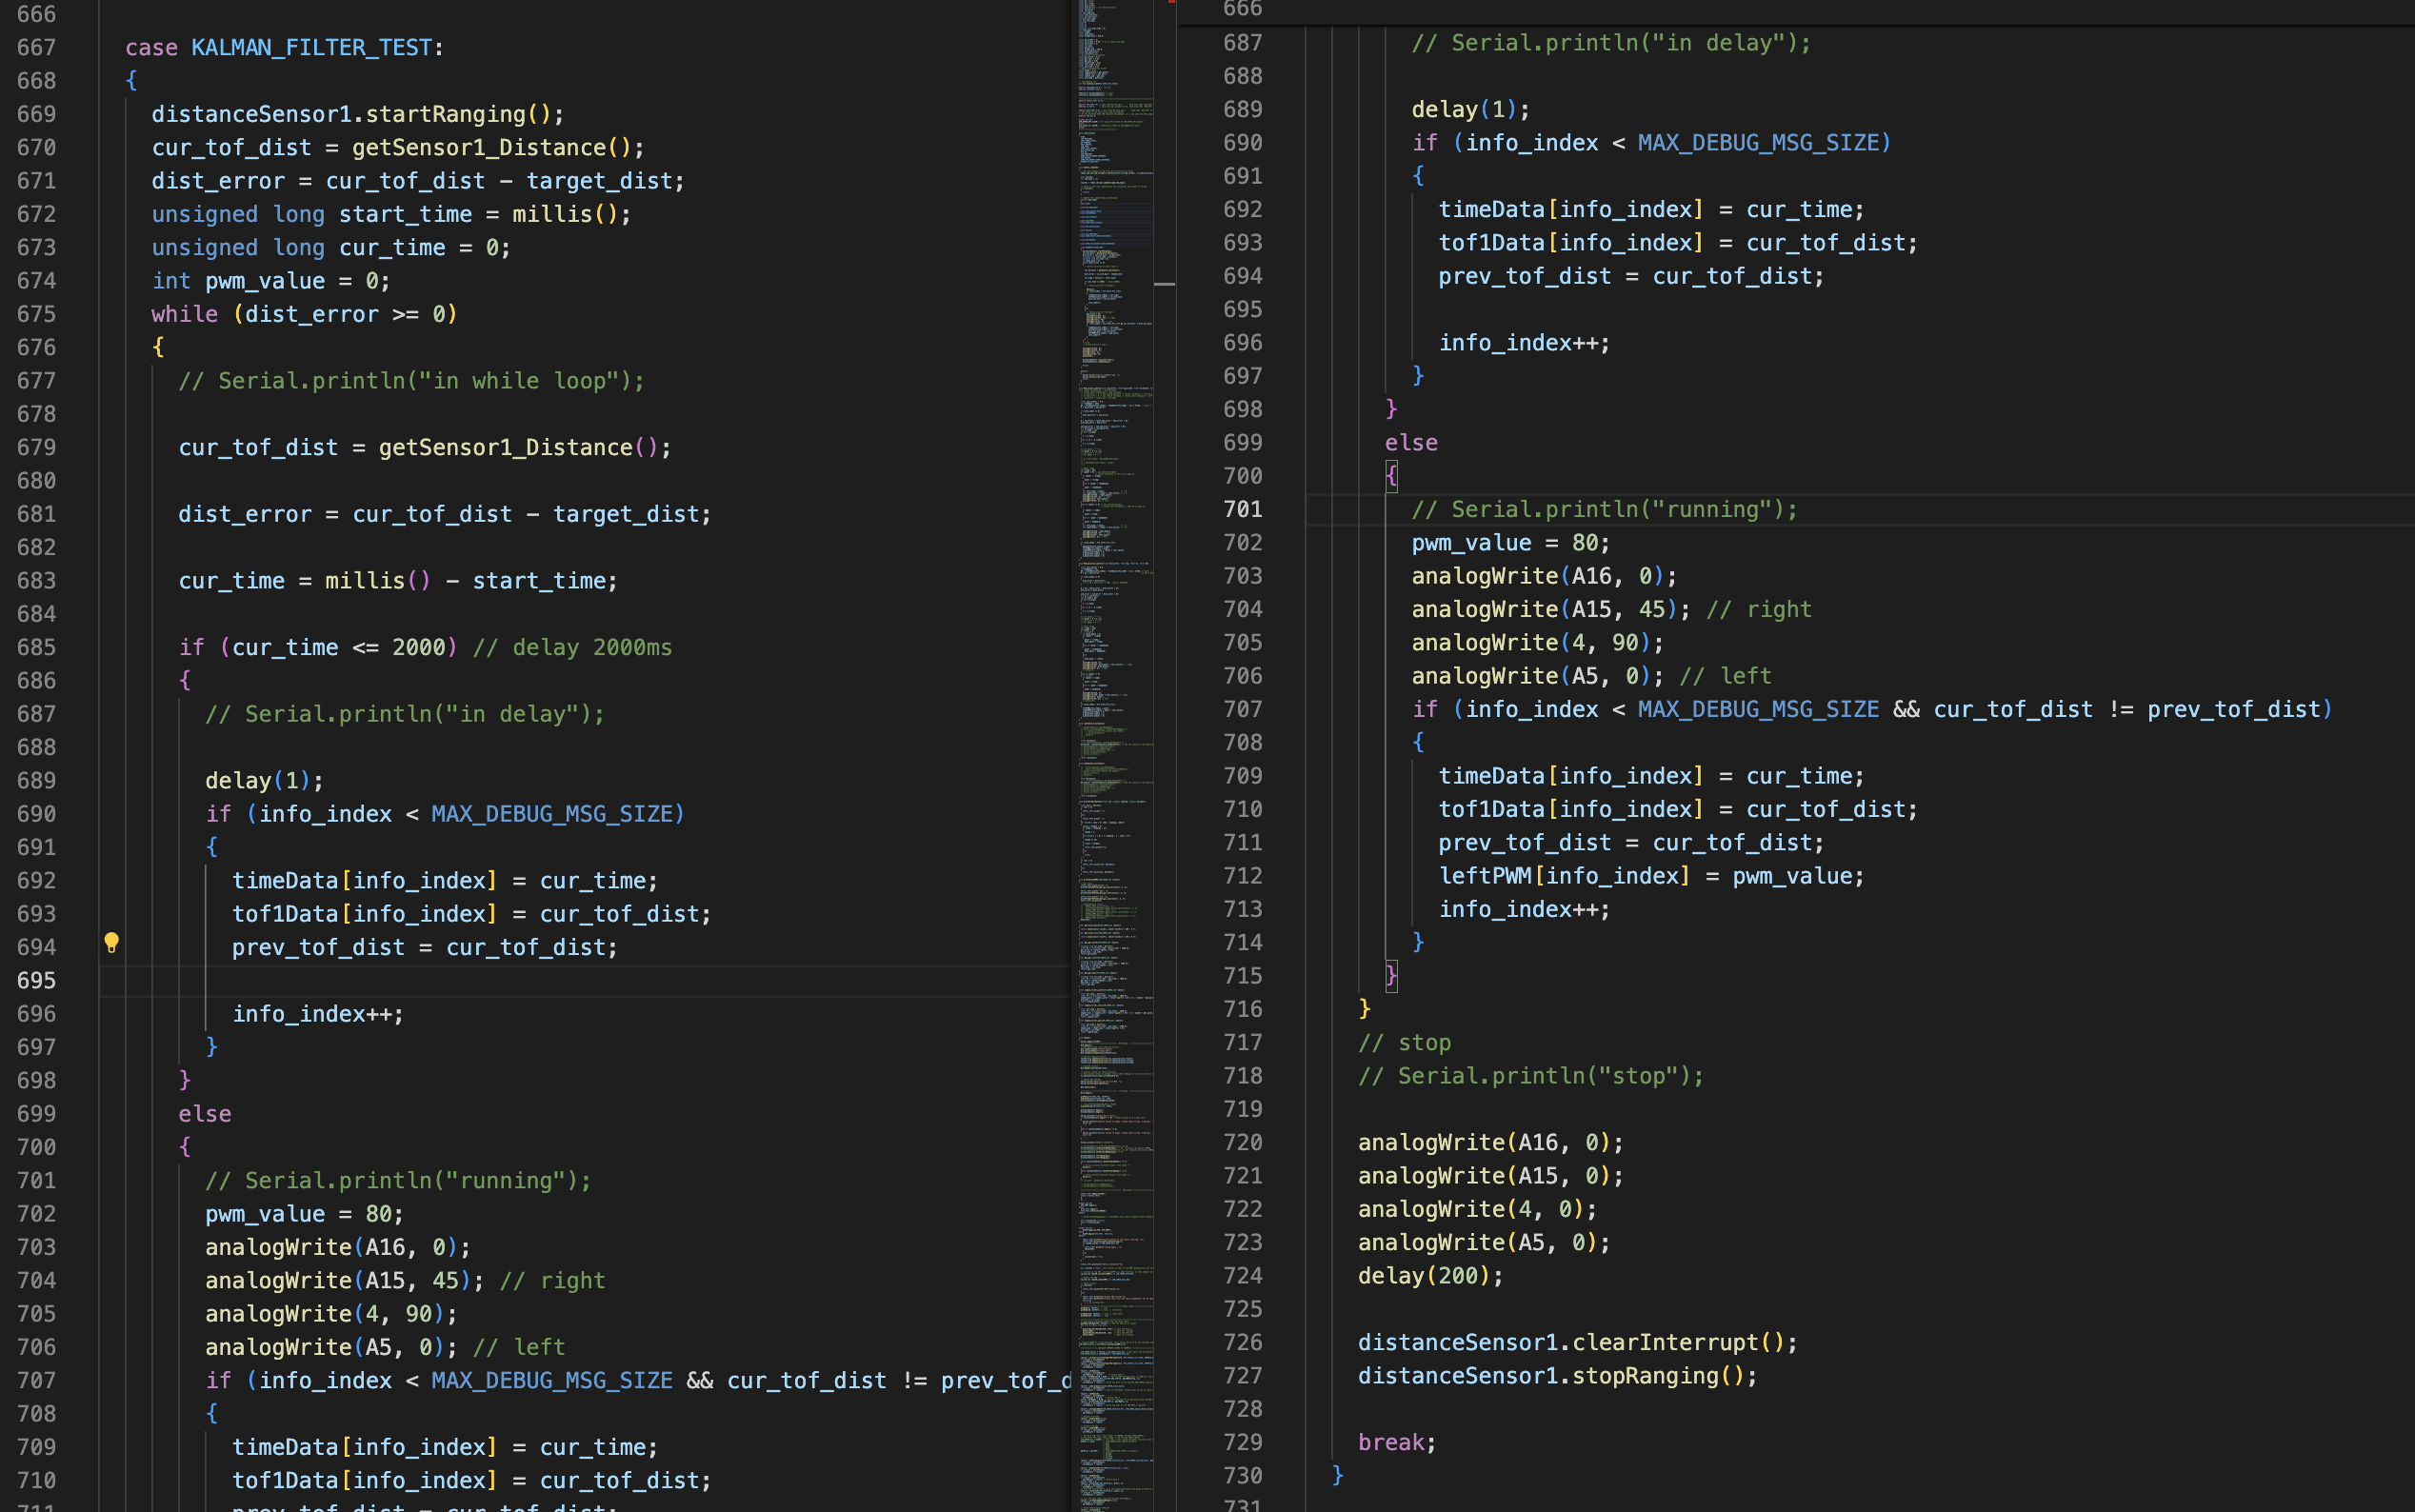 666
667 case KALMAN_FILTER_TEST:
668 {
669 distanceSensor1.startRanging();
670 cur_tof_dist = getSensor1_Distance();
671 dist_error = cur_tof_dist - target_dist;
672 unsigned long start_time = millis();
673 unsigned long cur_time = 0;
674 int pwm_value = 0;
675 while (dist_error >= 0)
676 {
677 // Serial.println("in while loop");
678
679 cur_tof_dist = getSensor1_Distance();
680
681 dist_error = cur_tof_dist - target_dist;
682
683 cur_time = millis() - start_time;
684
685 if (cur_time <= 2000) // delay 2000ms
686 {
687 // Serial.println("in delay");
688
689 delay(1);
690 if (info_index < MAX_DEBUG_MSG_SIZE)
691 {
692 timeData[info_index] = cur_time;
693 tof1Data[info_index] = cur_tof_dist;
694 prev_tof_dist = cur_tof_dist;
695
696 info_index++;
697 }
698 }
699 else
700 {
701 // Serial.println("running");
702 pwm_value = 80;
703 analogWrite(A16, 0);
704 analogWrite(A15, 45); // right
705 analogWrite(4, 90);
706 analogWrite(A5, 0); // left
707 if (info_index < MAX_DEBUG_MSG_SIZE && cur_tof_dist != prev_tof_d
708 {
709 timeData[info_index] = cur_time;
710 tof1Data[info_index] = cur_tof_dist;
711 prev_tof_dist = cur_tof_dist;
666
687 // Serial.println("in delay");
688
689 delay(1);
690 if (info_index < MAX_DEBUG_MSG_SIZE)
691 {
692 timeData[info_index] = cur_time;
693 tof1Data[info_index] = cur_tof_dist;
694 prev_tof_dist = cur_tof_dist;
695
696 info_index++;
697 }
698 }
699 else
700 {
701 // Serial.println("running");
702 pwm_value = 80;
703 analogWrite(A16, 0);
704 analogWrite(A15, 45); // right
705 analogWrite(4, 90);
706 analogWrite(A5, 0); // left
707 if (info_index < MAX_DEBUG_MSG_SIZE && cur_tof_dist != prev_tof_dist)
708 {
709 timeData[info_index] = cur_time;
710 tof1Data[info_index] = cur_tof_dist;
711 prev_tof_dist = cur_tof_dist;
712 leftPWM[info_index] = pwm_value;
713 info_index++;
714 }
715 }
716 }
717 // stop
718 // Serial.println("stop");
719
720 analogWrite(A16, 0);
721 analogWrite(A15, 0);
722 analogWrite(4, 0);
723 analogWrite(A5, 0);
724 delay(200);
725
726 distanceSensor1.clearInterrupt();
727 distanceSensor1.stopRanging();
728
729 break;
730 }
731